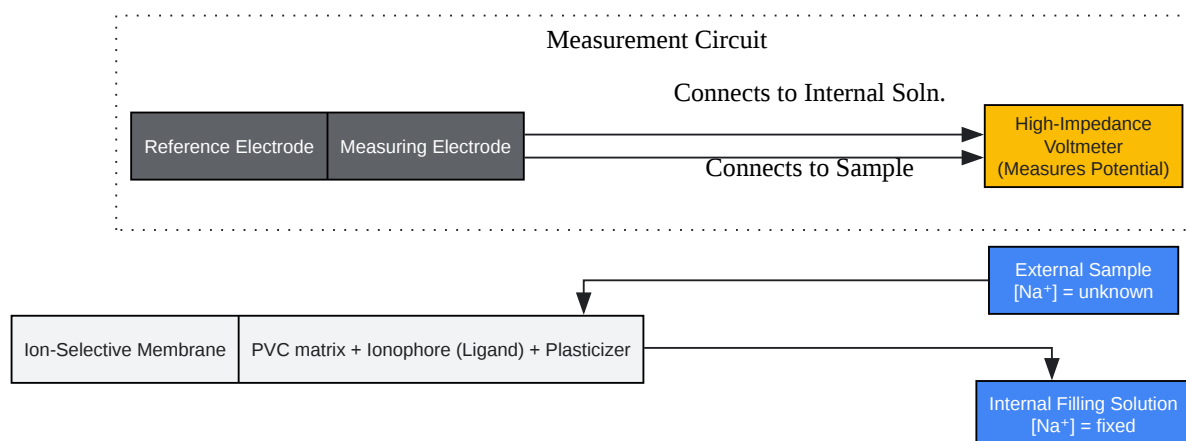 Measurement Circuit
Connects to Internal Soln.
Reference Electrode
Measuring Electrode
High-Impedance
Voltmeter
(Measures Potential)
Connects to Sample
External Sample
[Na⁺] = unknown
Ion-Selective Membrane
PVC matrix + Ionophore (Ligand) + Plasticizer
Internal Filling Solution
[Na⁺] = fixed